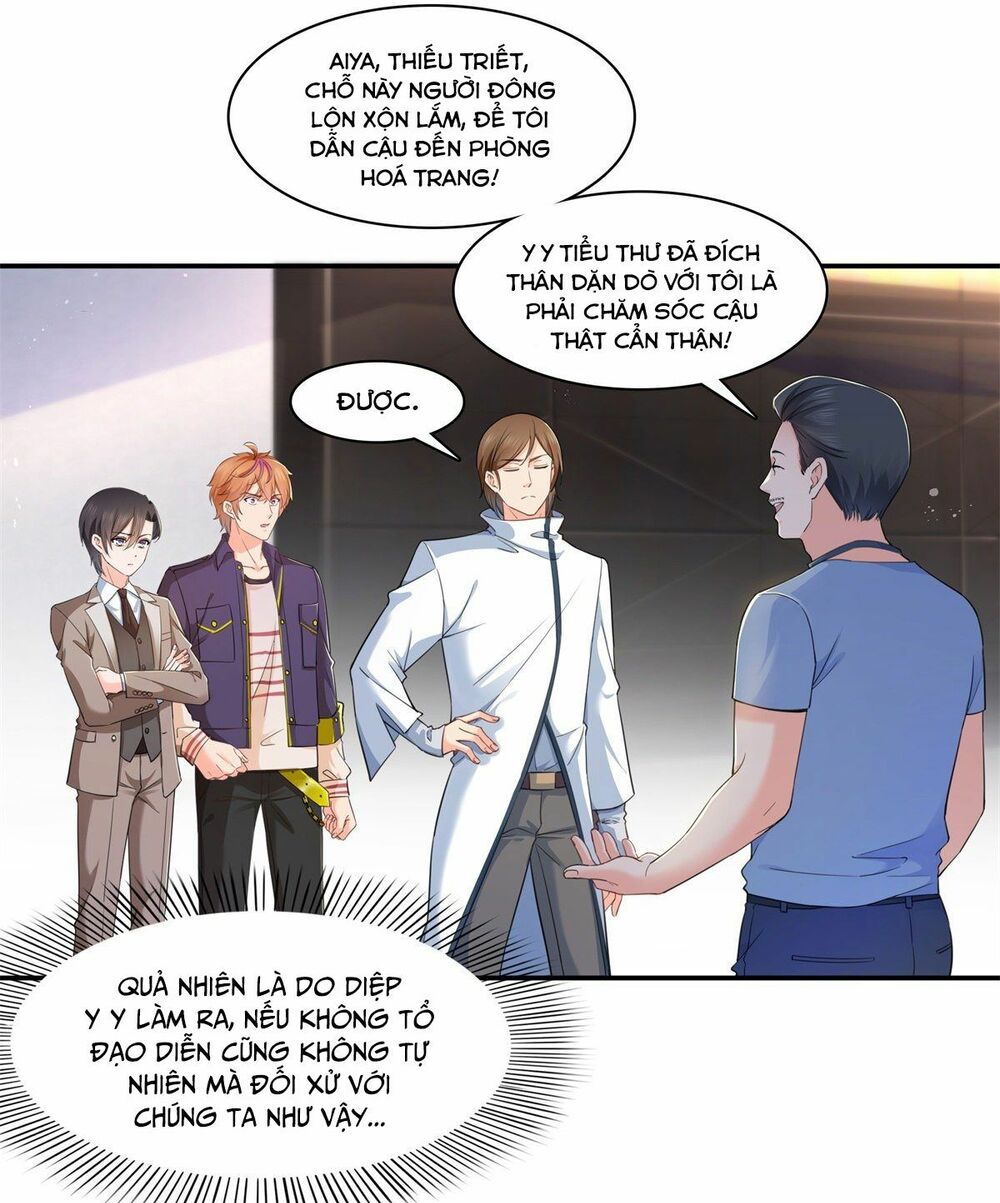 AIYA, THIẾU TRIẾT,
CHỖ NÀY NGƯỜI ĐÔNG
LỘN XỘN LẮM, ĐỂ TÔI
DẪN CẬU ĐẾN PHÒNG
HOÁ TRANG!
Y Y TIỂU THƯ ĐÃ ĐÍCH
THÂN DẶN DÒ VỚI TÔI LÀ
PHẢI CHĂM SÓC CẬU
THẬT CẨN THẬN!
ĐƯỢC.
QUẢ NHIÊN LÀ DO DIỆP
Y Y LÀM RA, NẾU KHÔNG TỔ
ĐẠO DIỄN CŨNG KHÔNG TỰ
NHIÊN MÀ ĐỐI XỬ VỚI
CHÚNG TA NHƯ VẬY...